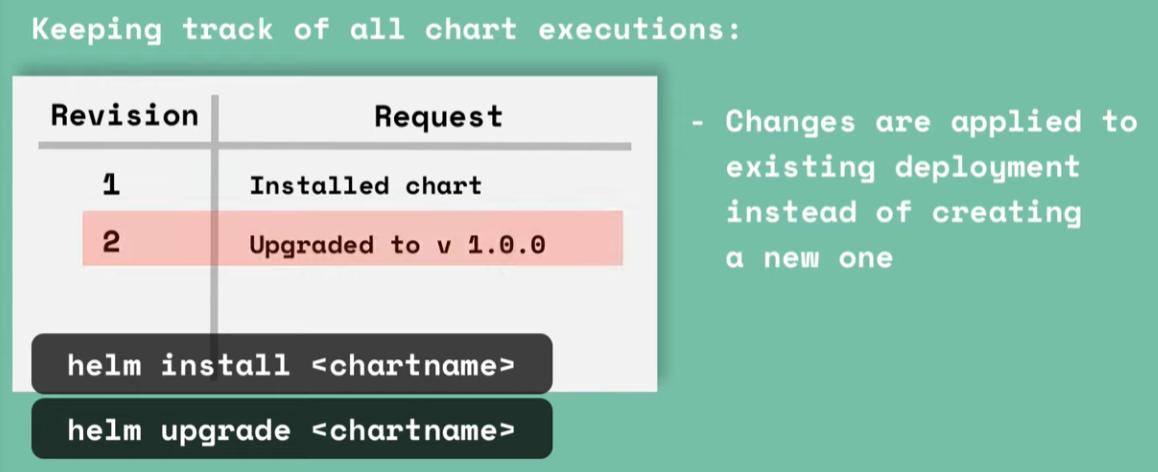 Keeping track of all chart executions:
Revision Request
1 Installed chart
2 Upgraded to v 1.0.0
helm install <chartname>
helm upgrade <chartname>
- Changes are applied to
existing deployment
instead of creating
a new one